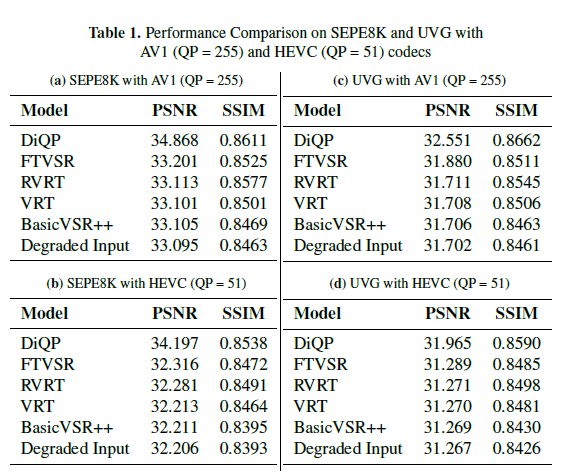 Table 1. Performance Comparison on SEPE8K and UVG with
AV1 (QP = 255) and HEVC (QP = 51) codecs
(a) SEPE8K with AV1 (QP = 255)
Model PSNR SSIM
DiQP 34.868 0.8611
FTVSR 33.201 0.8525
RVRT 33.113 0.8577
VRT 33.101 0.8501
BasicVSR++ 33.105 0.8469
Degraded Input 33.095 0.8463
(b) SEPE8K with HEVC (QP = 51)
Model PSNR SSIM
DiQP 34.197 0.8538
FTVSR 32.316 0.8472
RVRT 32.281 0.8491
VRT 32.213 0.8464
BasicVSR++ 32.211 0.8395
Degraded Input 32.206 0.8393
(c) UVG with AV1 (QP = 255)
Model PSNR SSIM
DiQP 32.551 0.8662
FTVSR 31.880 0.8511
RVRT 31.711 0.8545
VRT 31.708 0.8506
BasicVSR++ 31.706 0.8463
Degraded Input 31.702 0.8461
(d) UVG with HEVC (QP = 51)
Model PSNR SSIM
DiQP 31.965 0.8590
FTVSR 31.289 0.8485
RVRT 31.271 0.8498
VRT 31.270 0.8481
BasicVSR++ 31.269 0.8430
Degraded Input 31.267 0.8426